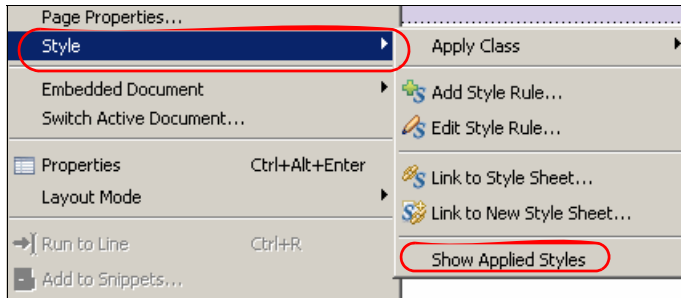 Page Properties...
Style
Embedded Document
Switch Active Document...
Properties Ctrl+Alt+Enter
Layout Mode
Run to Line Ctrl+R
Add to Snippets...
Apply Class
Add Style Rule...
Edit Style Rule...
Link to Style Sheet...
Link to New Style Sheet...
Show Applied Styles